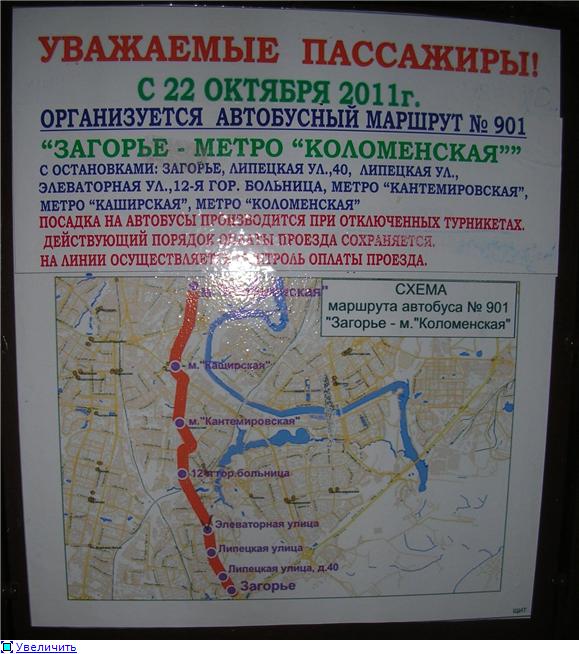 УВАЖАЕМЫЕ ПАССАЖИРЫ!
С 22 ОКТЯБРЯ 2011г.
ОРГАНИЗУЕТСЯ АВТОБУСНЫЙ МАРШРУТ № 901
“ЗАГОРЬЕ - МЕТРО “КОЛОМЕНСКАЯ””
С ОСТАНОВКАМИ: ЗАГОРЬЕ, ЛИПЕЦКАЯ УЛ.,40, ЛИПЕЦКАЯ УЛ.,
ЭЛЕВАТОРНАЯ УЛ.,12-Я ГОР. БОЛЬНИЦА, МЕТРО “КАНТЕМИРОВСКАЯ”,
МЕТРО “КАШИРСКАЯ”, МЕТРО “КОЛОМЕНСКАЯ”
ПОСАДКА НА АВТОБУСЫ ПРОИЗВОДИТСЯ ПРИ ОТКЛЮЧЕННЫХ ТУРНИКЕТАХ.
ДЕЙСТВУЮЩИЙ ПОРЯДОК ОПЛАТЫ ПРОЕЗДА СОХРАНЯЕТСЯ.
НА ЛИНИИ ОСУЩЕСТВЛЯЕТСЯ КОНТРОЛЬ ОПЛАТЫ ПРОЕЗДА.
СХЕМА
маршрута автобуса № 901
"Загорье - м."Коломенская"
м."Каширская"
м."Кантемировская"
12-я гор.больница
Элеваторная улица
Липецкая улица
Липецкая улица, д.40
Загорье
ЩИТ
Увеличить